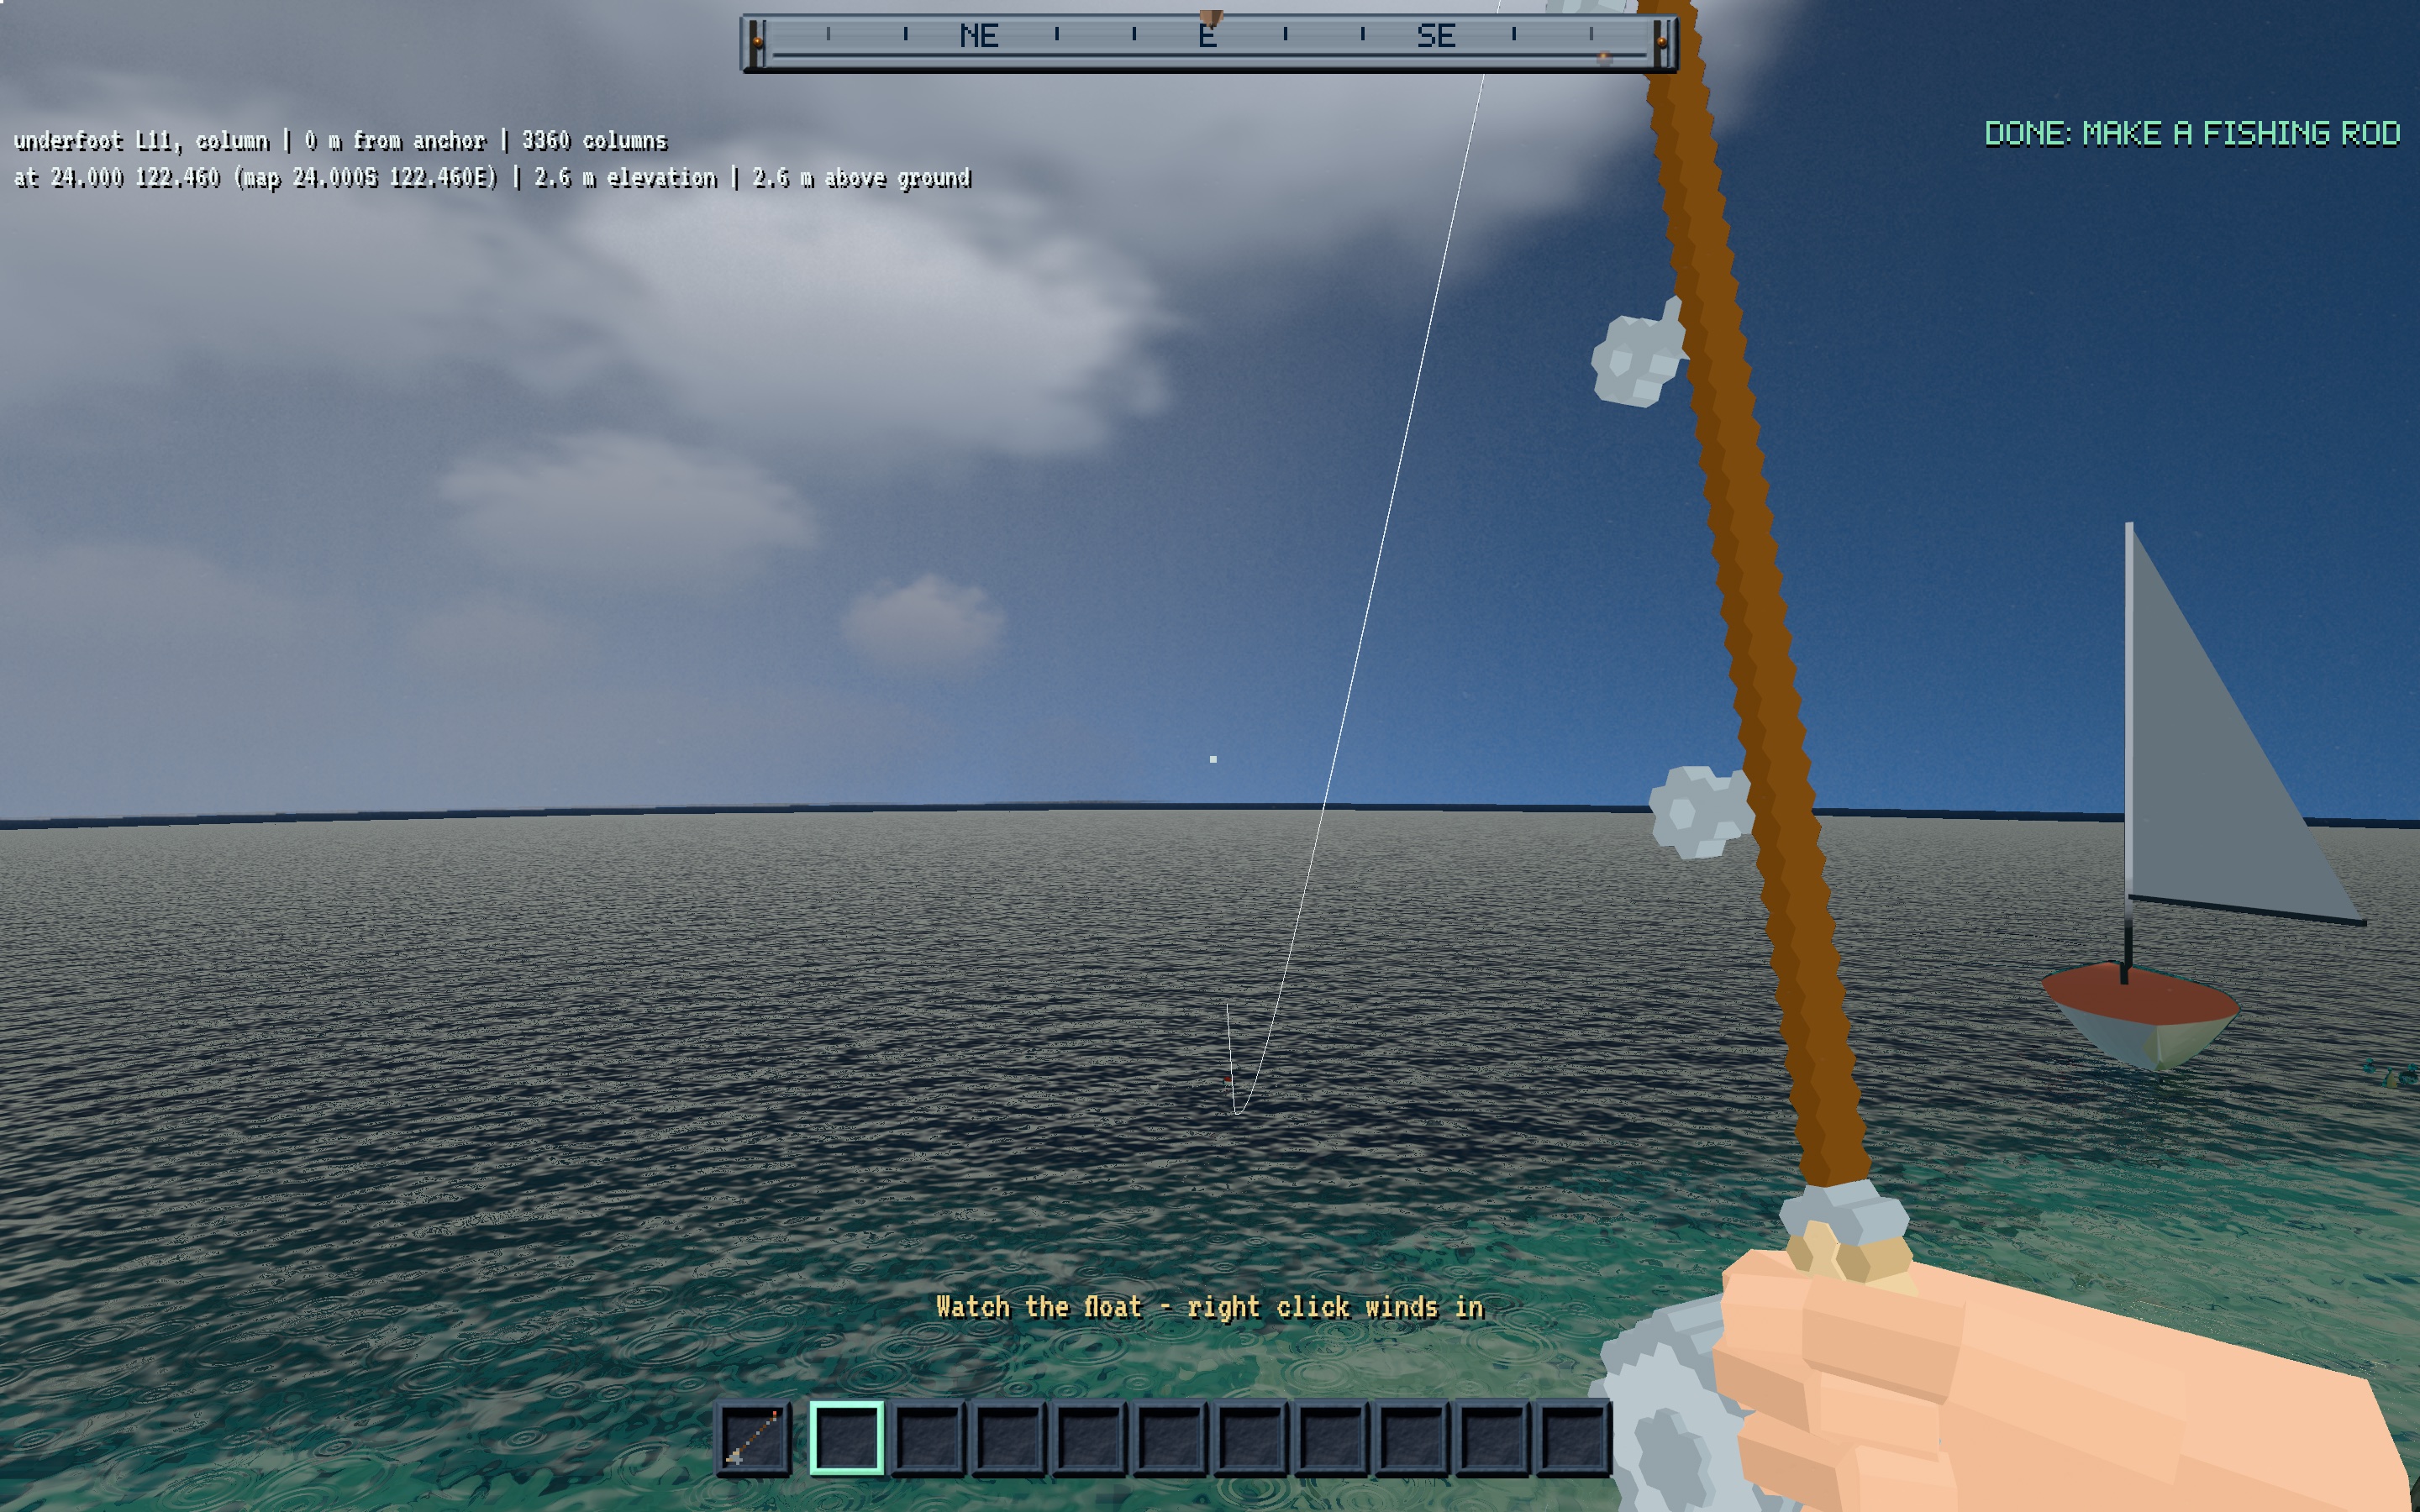 NE E SE
underfoot L11, column | 0 m from anchor | 3360 columns
at 24.000 122.460 (map 24.000S 122.460E) | 2.6 m elevation | 2.6 m above ground
DONE: MAKE A FISHING ROD
Watch the float - right click winds in